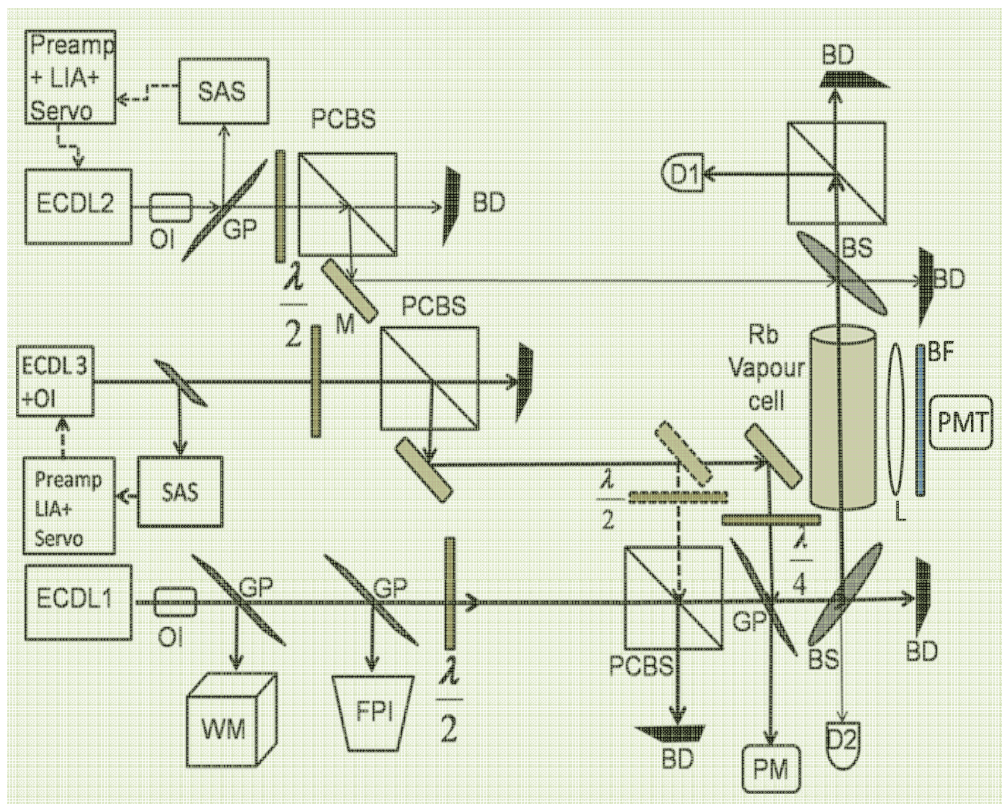 Preamp
+ LIA+
Servo
SAS
PCBS
BD
ECDL2
OI
GP
BD
D1
BS
BD
λ
2
M
PCBS
ECDL 3
+OI
Rb
Vapour
cell
BF
PMT
L
Preamp
LIA+
Servo
SAS
λ
2
λ
4
ECDL1
OI
GP
GP
PCBS
GP
BS
BD
WM
FPI
λ
2
BD
PM
D2